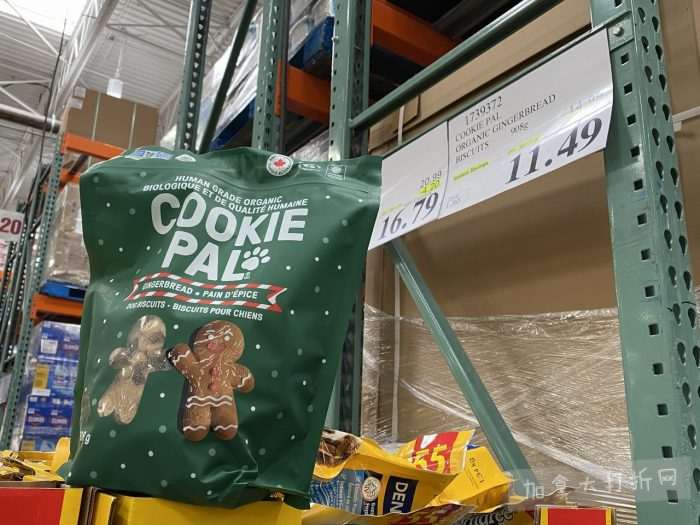 20
HUMAN GRADE ORGANIC
BIOLOGIQUE ET DE QUALITÉ HUMAINE
COOKIE
PAL
GINGERBREAD • PAIN D'ÉPICE
DOG BISCUITS • BISCUITS POUR CHIENS
g
20.99
4.20
16.79
1739372
COOKIE PAL
ORGANIC GINGERBREAD
BISCUITS 908g
11.49
DEN
加拿大打折网